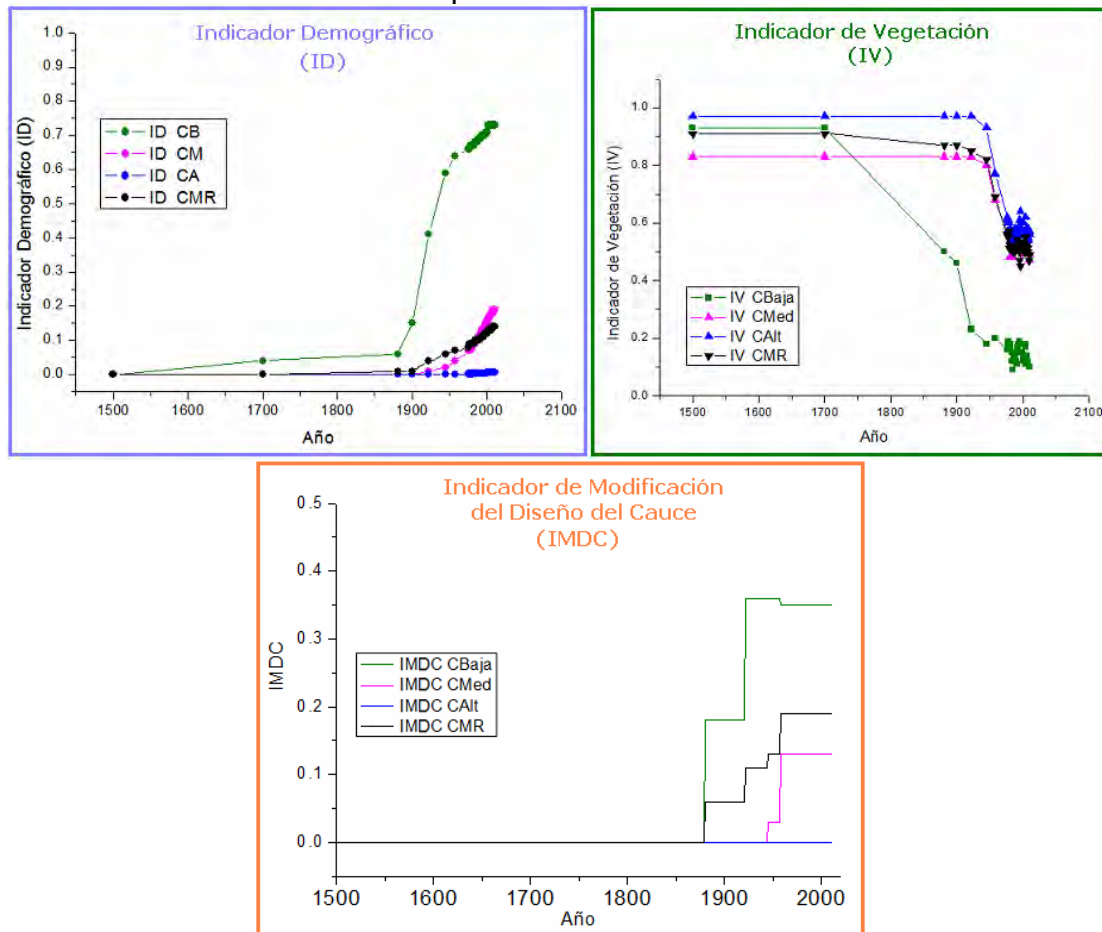 Indicador Demográfico
(ID)
Indicador Demográfico (ID)
1.0
0.9
0.8
0.7
0.6
0.5
0.4
0.3
0.2
0.1
0.0
ID CB
ID CM
ID CA
ID CMR
1500 1600 1700 1800 1900 2000 2100
Año
Indicador de Vegetación
(IV)
Indicador de Vegetación (IV)
1.0
0.8
0.6
0.4
0.2
0.0
IV CBaja
IV CMed
IV CAlt
IV CMR
1500 1600 1700 1800 1900 2000 2100
Año
Indicador de Modificación
del Diseño del Cauce
(IMDC)
IMDC
0.5
0.4
0.3
0.2
0.1
0.0
IMDC CBaja
IMDC CMed
IMDC CAlt
IMDC CMR
1500 1600 1700 1800 1900 2000
Año